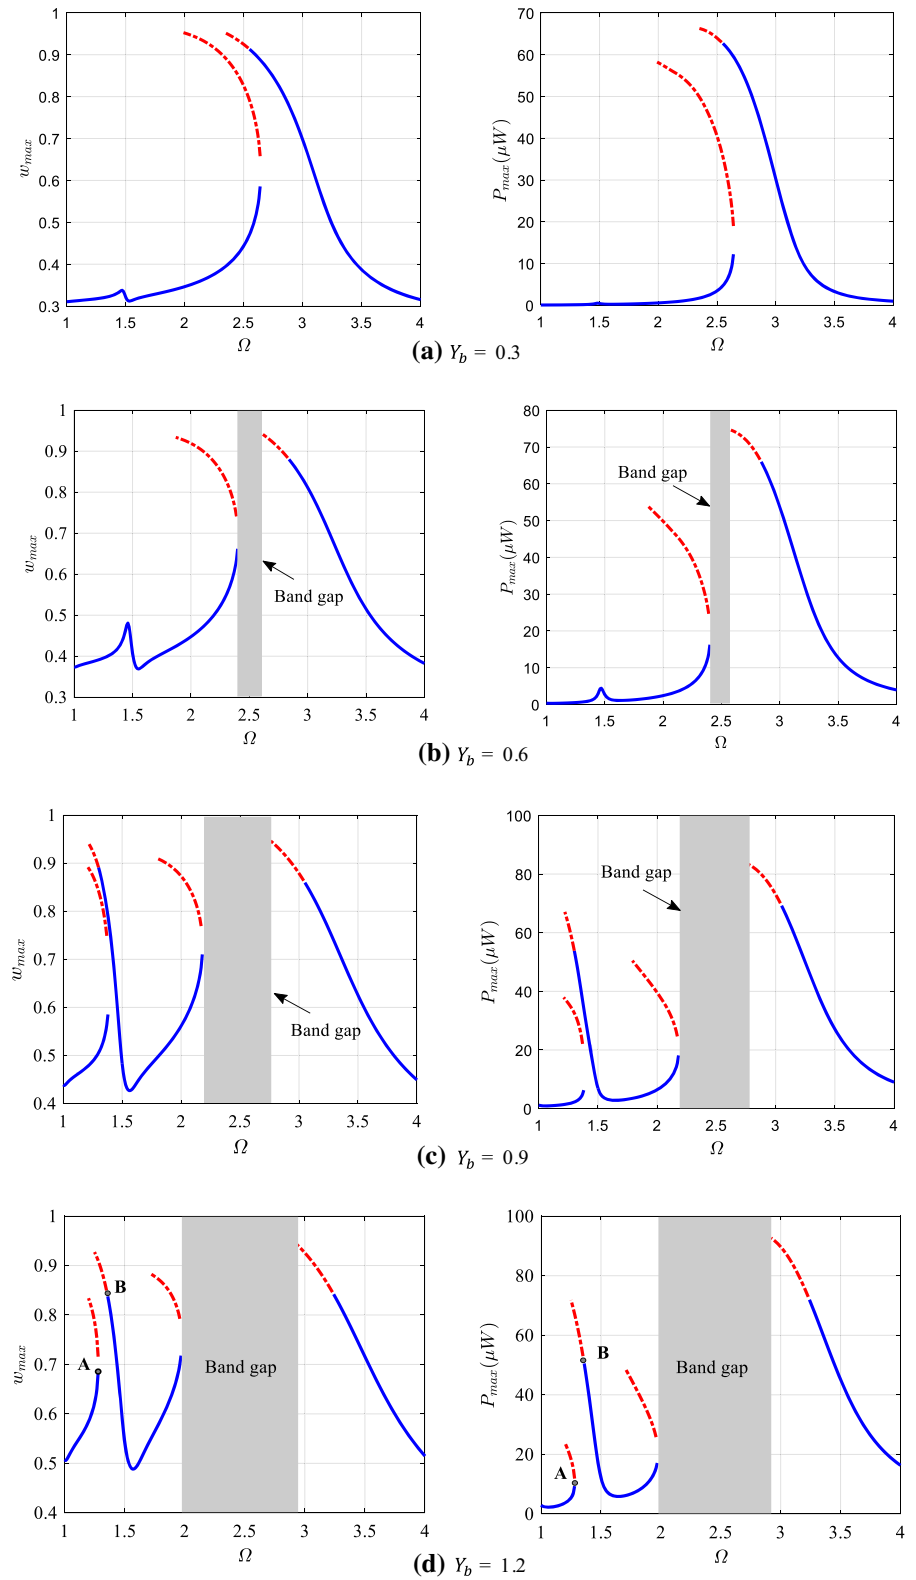 1
0.9
0.8
0.7
0.6
0.5
0.4
0.3
w_max
1 1.5 2 2.5 3 3.5 4
Ω
70
60
50
40
30
20
10
0
P_max(μW)
1 1.5 2 2.5 3 3.5 4
Ω
(a) Y_b = 0.3
1
0.9
0.8
0.7
0.6
0.5
0.4
0.3
w_max
Band gap
1 1.5 2 2.5 3 3.5 4
Ω
80
70
60
50
40
30
20
10
0
P_max(μW)
Band gap
1 1.5 2 2.5 3 3.5 4
Ω
(b) Y_b = 0.6
1
0.9
0.8
0.7
0.6
0.5
0.4
w_max
Band gap
1 1.5 2 2.5 3 3.5 4
Ω
100
80
60
40
20
0
P_max(μW)
Band gap
1 1.5 2 2.5 3 3.5 4
Ω
(c) Y_b = 0.9
1
0.9
0.8
0.7
0.6
0.5
0.4
w_max
B
A
Band gap
1 1.5 2 2.5 3 3.5 4
Ω
100
80
60
40
20
0
P_max(μW)
B
A
Band gap
1 1.5 2 2.5 3 3.5 4
Ω
(d) Y_b = 1.2